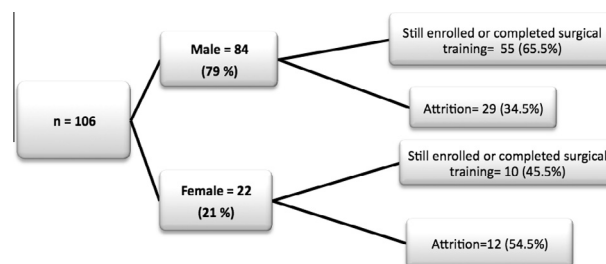 n = 106
Male = 84
(79 %)
Still enrolled or completed surgical
training= 55 (65.5%)
Attrition= 29 (34.5%)
Female = 22
(21 %)
Still enrolled or completed surgical
training= 10 (45.5%)
Attrition=12 (54.5%)